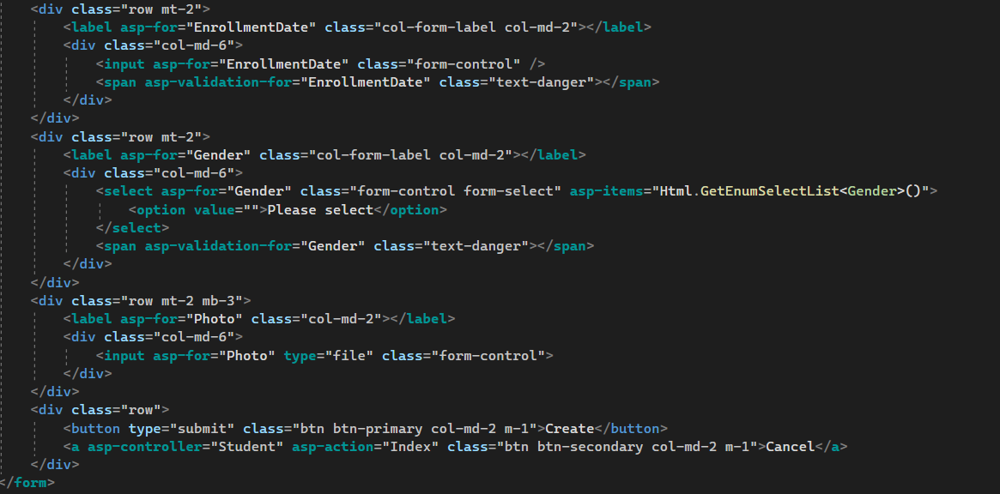 <div class="row mt-2">
<label asp-for="EnrollmentDate" class="col-form-label col-md-2"></label>
<div class="col-md-6">
<input asp-for="EnrollmentDate" class="form-control" />
<span asp-validation-for="EnrollmentDate" class="text-danger"></span>
</div>
</div>
<div class="row mt-2">
<label asp-for="Gender" class="col-form-label col-md-2"></label>
<div class="col-md-6">
<select asp-for="Gender" class="form-control form-select" asp-items="Html.GetEnumSelectList<Gender>()">
<option value="">Please select</option>
</select>
<span asp-validation-for="Gender" class="text-danger"></span>
</div>
</div>
<div class="row mt-2 mb-3">
<label asp-for="Photo" class="col-md-2"></label>
<div class="col-md-6">
<input asp-for="Photo" type="file" class="form-control">
</div>
</div>
<div class="row">
<button type="submit" class="btn btn-primary col-md-2 m-1">Create</button>
<a asp-controller="Student" asp-action="Index" class="btn btn-secondary col-md-2 m-1">Cancel</a>
</div>
</form>